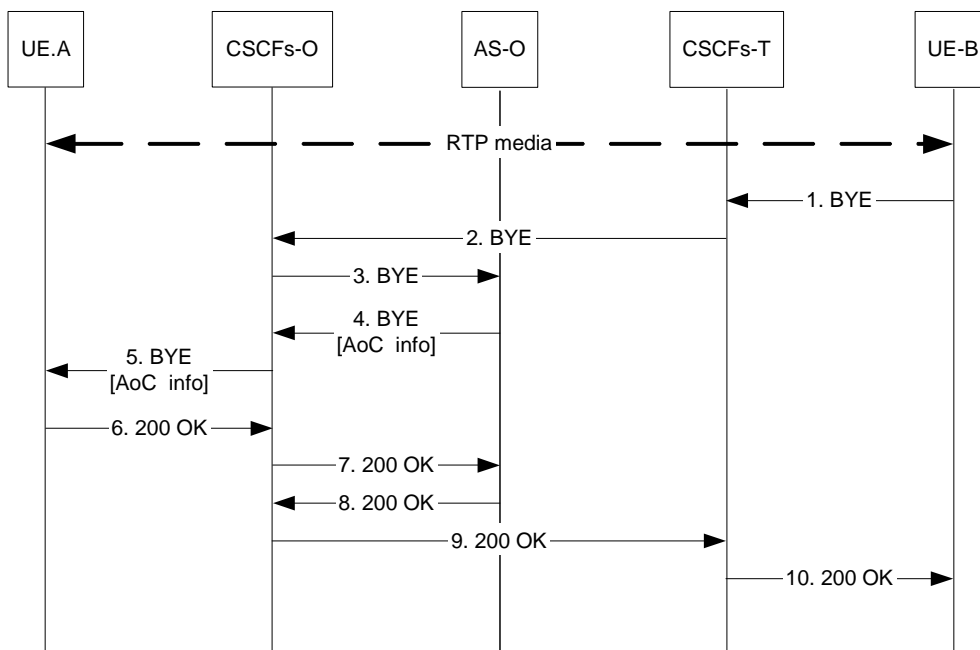 UE.A
CSCFs-O
AS-O
CSCFs-T
UE-B
RTP media
1. BYE
2. BYE
3. BYE
4. BYE
[AoC info]
5. BYE
[AoC info]
6. 200 OK
7. 200 OK
8. 200 OK
9. 200 OK
10. 200 OK